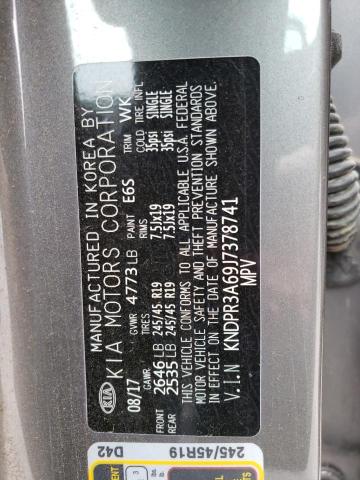 KIA
MANUFACTURED IN KOREA BY
KIA MOTORS CORPORATION
08/17 GVWR 4773 LB PAINT E6S TRIM WK
GAWR TIRES RIMS COLD TIRE INFL
FRONT 2646 LB 245/45 R19 7.5Jx19 35psi SINGLE
REAR 2535 LB 245/45 R19 7.5Jx19 35psi SINGLE
THIS VEHICLE CONFORMS TO ALL APPLICABLE U.S.A. FEDERAL
MOTOR VEHICLE SAFETY AND THEFT PREVENTION STANDARDS
IN EFFECT ON THE DATE OF MANUFACTURE SHOWN ABOVE.
V.I.N KNDPR3A69J7378741
MPV
D42
245/45R19
3